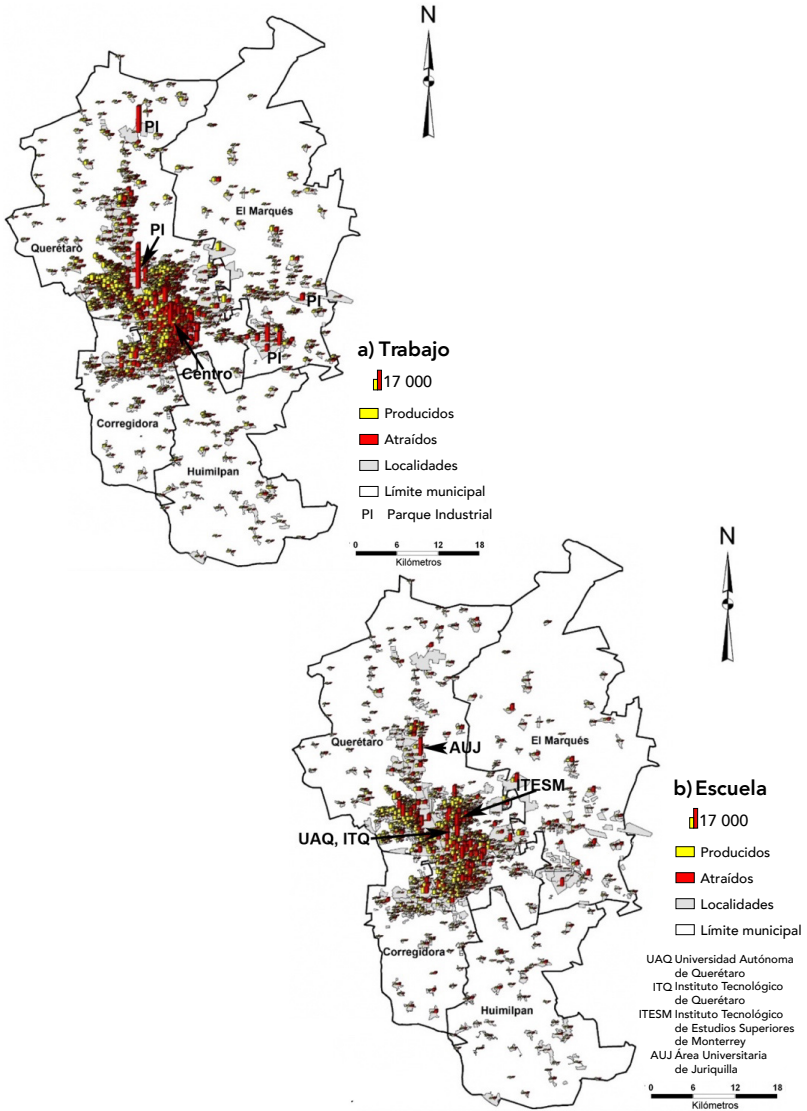 N
PI
El Marqués
PI
Querétaro
PI
PI
Centro
Corregidora
Huimilpan
a) Trabajo
17 000
Producidos
Atraídos
Localidades
Límite municipal
PI Parque Industrial
0 6 12 18
Kilómetros
N
Querétaro
AUJ
El Marqués
ITESM
UAQ, ITQ
Corregidora
Huimilpan
b) Escuela
17 000
Producidos
Atraídos
Localidades
Límite municipal
UAQ Universidad Autónoma
de Querétaro
ITQ Instituto Tecnológico
de Querétaro
ITESM Instituto Tecnológico
de Estudios Superiores
de Monterrey
AUJ Área Universitaria
de Juriquilla
0 6 12 18
Kilómetros